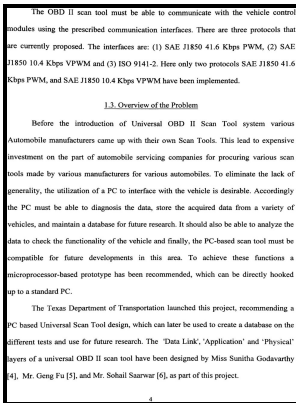 The OBD II scan tool must be able to communicate with the vehicle control
modules using the prescribed communication interfaces. There are three protocols that
are currently proposed. The interfaces are: (1) SAE J1850 41.6 Kbps PWM, (2) SAE
J1850 10.4 Kbps VPWM and (3) ISO 9141-2. Here only two protocols SAE J1850 41.6
Kbps PWM, and SAE J1850 10.4 Kbps VPWM have been implemented.
1.3. Overview of the Problem
Before the introduction of Universal OBD II Scan Tool system various
Automobile manufacturers came up with their own Scan Tools. This lead to expensive
investment on the part of automobile servicing companies for procuring various scan
tools made by various manufacturers for various automobiles. To eliminate the lack of
generality, the utilization of a PC to interface with the vehicle is desirable. Accordingly
the PC must be able to diagnosis the data, store the acquired data from a variety of
vehicles, and maintain a database for future research. It should also be able to analyze the
data to check the functionality of the vehicle and finally, the PC-based scan tool must be
compatible for future developments in this area. To achieve these functions a
microprocessor-based prototype has been recommended, which can be directly hooked
up to a standard PC.
The Texas Department of Transportation launched this project, recommending a
PC based Universal Scan Tool design, which can later be used to create a database on the
different tests and use for future research. The 'Data Link', 'Application' and 'Physical'
layers of a universal OBD II scan tool have been designed by Miss Sunitha Godavarthy
[4], Mr. Geng Fu [5], and Mr. Sohail Saarwar [6], as part of this project.
4